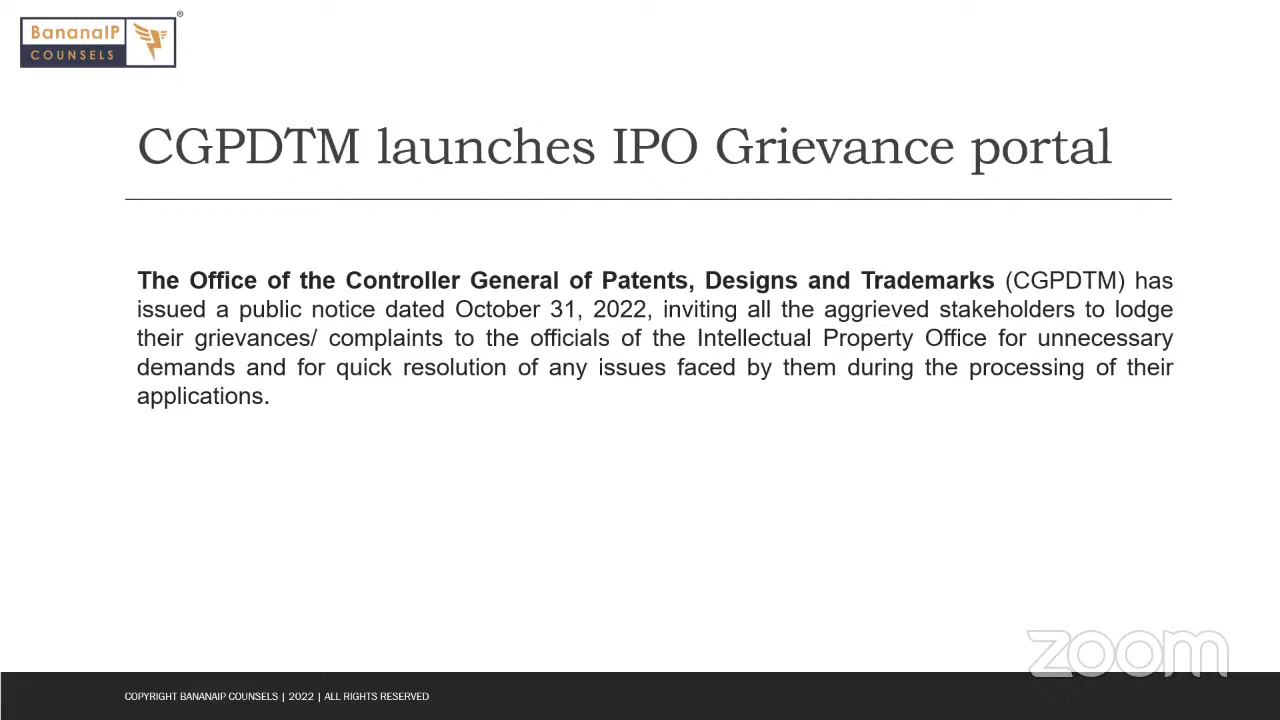 BananaIP
COUNSELS
®
CGPDTM launches IPO Grievance portal
The Office of the Controller General of Patents, Designs and Trademarks (CGPDTM) has
issued a public notice dated October 31, 2022, inviting all the aggrieved stakeholders to lodge
their grievances/ complaints to the officials of the Intellectual Property Office for unnecessary
demands and for quick resolution of any issues faced by them during the processing of their
applications.
zoom
COPYRIGHT BANANAIP COUNSELS | 2022 | ALL RIGHTS RESERVED